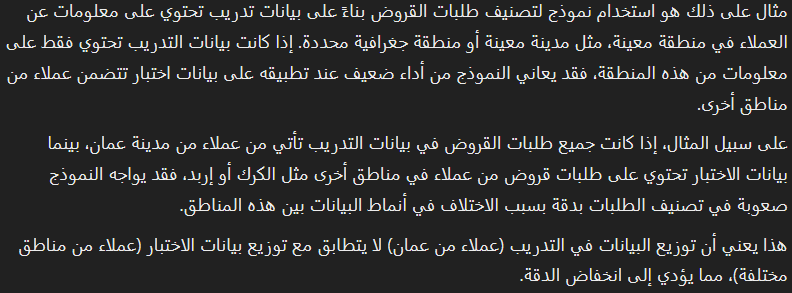 مثال على ذلك هو استخدام نموذج لتصنيف طلبات القروض بناءً على بيانات تدريب تحتوي على معلومات عن
العملاء في منطقة معينة، مثل مدينة معينة أو منطقة جغرافية محددة. إذا كانت بيانات التدريب تحتوي فقط على
معلومات من هذه المنطقة، فقد يعاني النموذج من أداء ضعيف عند تطبيقه على بيانات اختبار تتضمن عملاء من
مناطق أخرى.
على سبيل المثال، إذا كانت جميع طلبات القروض في بيانات التدريب تأتي من عملاء من مدينة عمان، بينما
بيانات الاختبار تحتوي على طلبات قروض من عملاء في مناطق أخرى مثل الكرك أو إربد، فقد يواجه النموذج
صعوبة في تصنيف الطلبات بدقة بسبب الاختلاف في أنماط البيانات بين هذه المناطق.
هذا يعني أن توزيع البيانات في التدريب (عملاء من عمان) لا يتطابق مع توزيع بيانات الاختبار (عملاء من مناطق
مختلفة)، مما يؤدي إلى انخفاض الدقة.